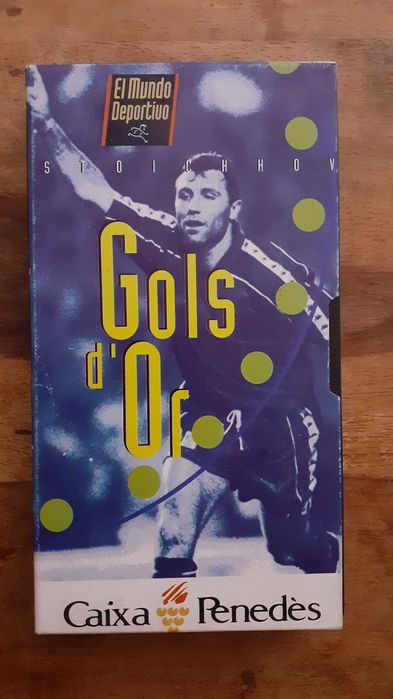 El Mundo
Deportivo
STOICHKOV
Gols
d'Or
Caixa Penedès